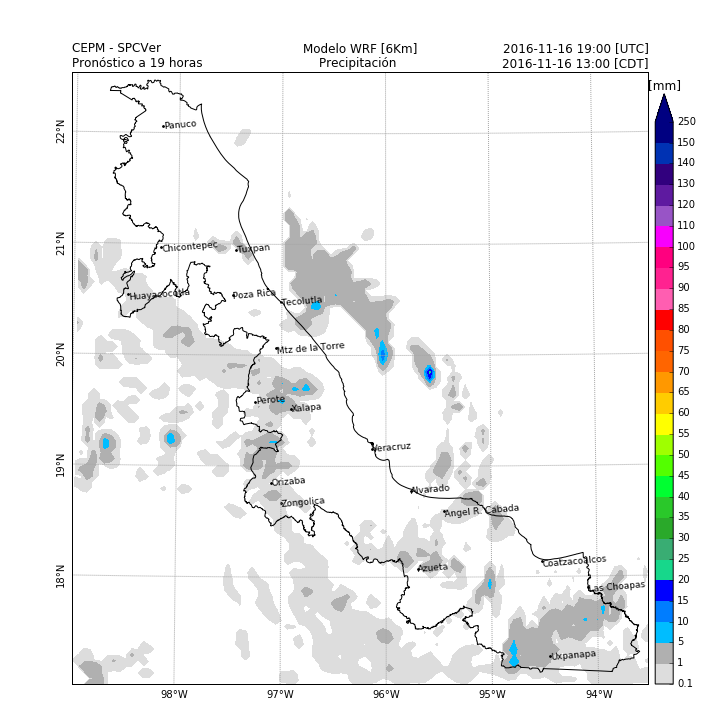 CEPM - SPCVer
Modelo WRF [6Km]
2016-11-16 19:00 [UTC]
Pronóstico a 19 horas
Precipitación
2016-11-16 13:00 [CDT]
[mm]
250
150
140
130
120
110
100
95
90
85
80
75
70
65
60
55
50
45
40
35
30
25
20
15
10
5
1
0.1
22°N
21°N
20°N
19°N
18°N
Panuco
Chicontepec
Tuxpan
Huayacocotla
Poza Rica
Tecolutla
Mtz de la Torre
Perote
Xalapa
Veracruz
Orizaba
Alvarado
Zongolica
Angel R. Cabada
Azueta
Coatzacoalcos
Las Choapas
Uxpanapa
98°W
97°W
96°W
95°W
94°W